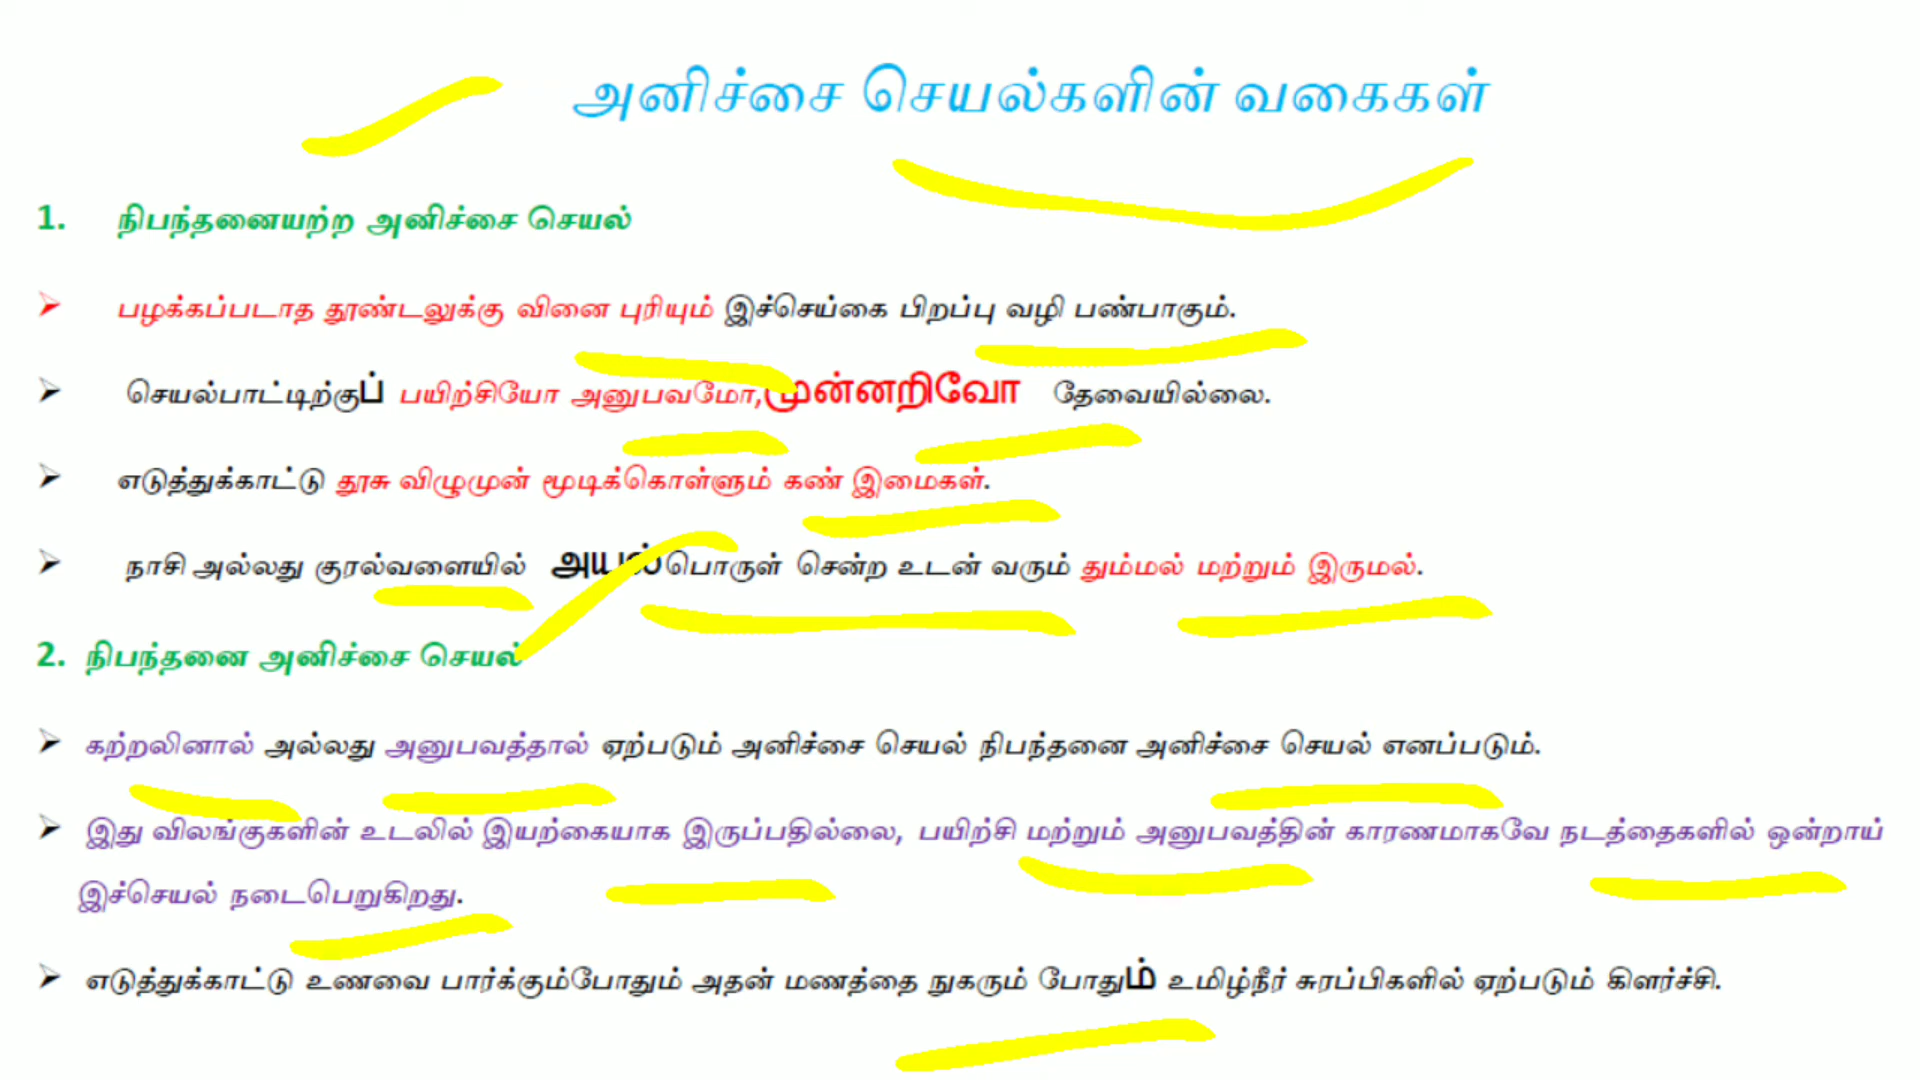 அனிச்சை செயல்களின் வகைகள்
1. நிபந்தனையற்ற அனிச்சை செயல்
➢ பழக்கப்படாத தூண்டலுக்கு வினை புரியும் இச்செய்கை பிறப்பு வழி பண்பாகும்.
➢ செயல்பாட்டிற்குப் பயிற்சியோ அனுபவமோ,முன்னறிவோ தேவையில்லை.
➢ எடுத்துக்காட்டு தூசு விழுமுன் மூடிக்கொள்ளும் கண் இமைகள்.
➢ நாசி அல்லது குரல்வளையில் அயல்பொருள் சென்ற உடன் வரும் தும்மல் மற்றும் இருமல்.
2. நிபந்தனை அனிச்சை செயல்
➢ கற்றலினால் அல்லது அனுபவத்தால் ஏற்படும் அனிச்சை செயல் நிபந்தனை அனிச்சை செயல் எனப்படும்.
➢ இது விலங்குகளின் உடலில் இயற்கையாக இருப்பதில்லை, பயிற்சி மற்றும் அனுபவத்தின் காரணமாகவே நடத்தைகளில் ஒன்றாய்
இச்செயல் நடைபெறுகிறது.
➢ எடுத்துக்காட்டு உணவை பார்க்கும்போதும் அதன் மணத்தை நுகரும் போதும் உமிழ்நீர் சுரப்பிகளில் ஏற்படும் கிளர்ச்சி.